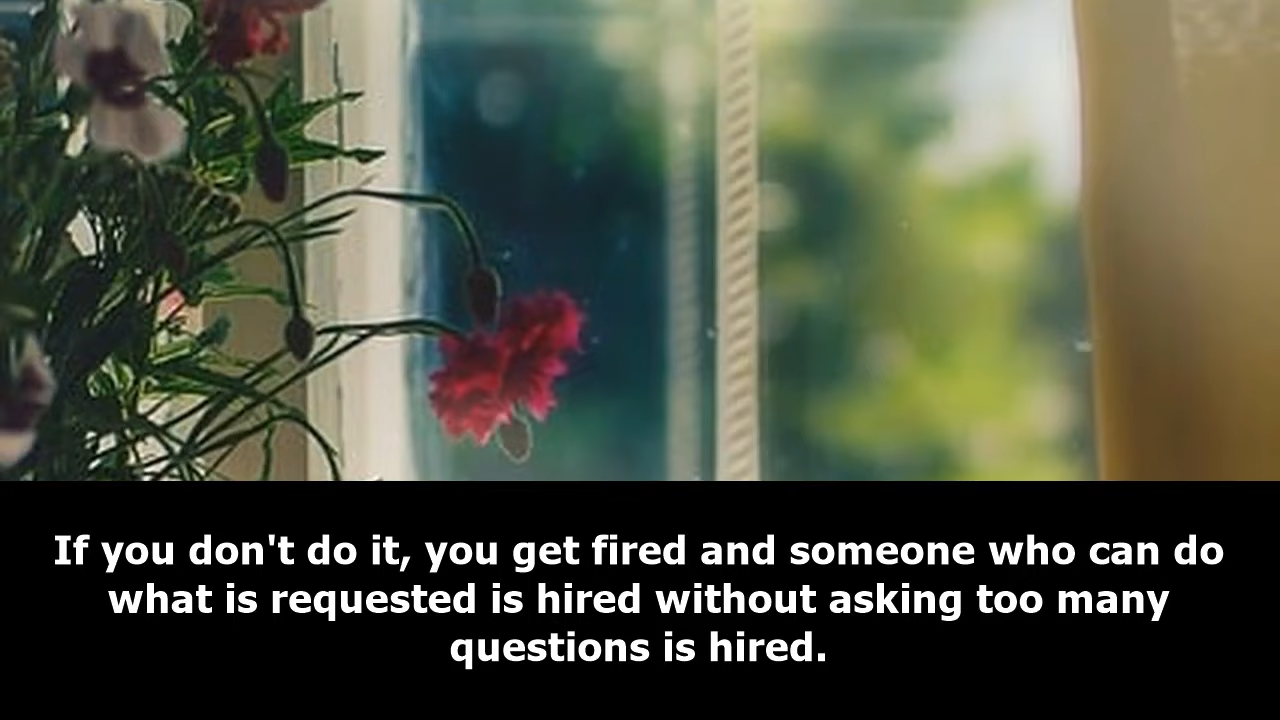 If you don't do it, you get fired and someone who can do
what is requested is hired without asking too many
questions is hired.